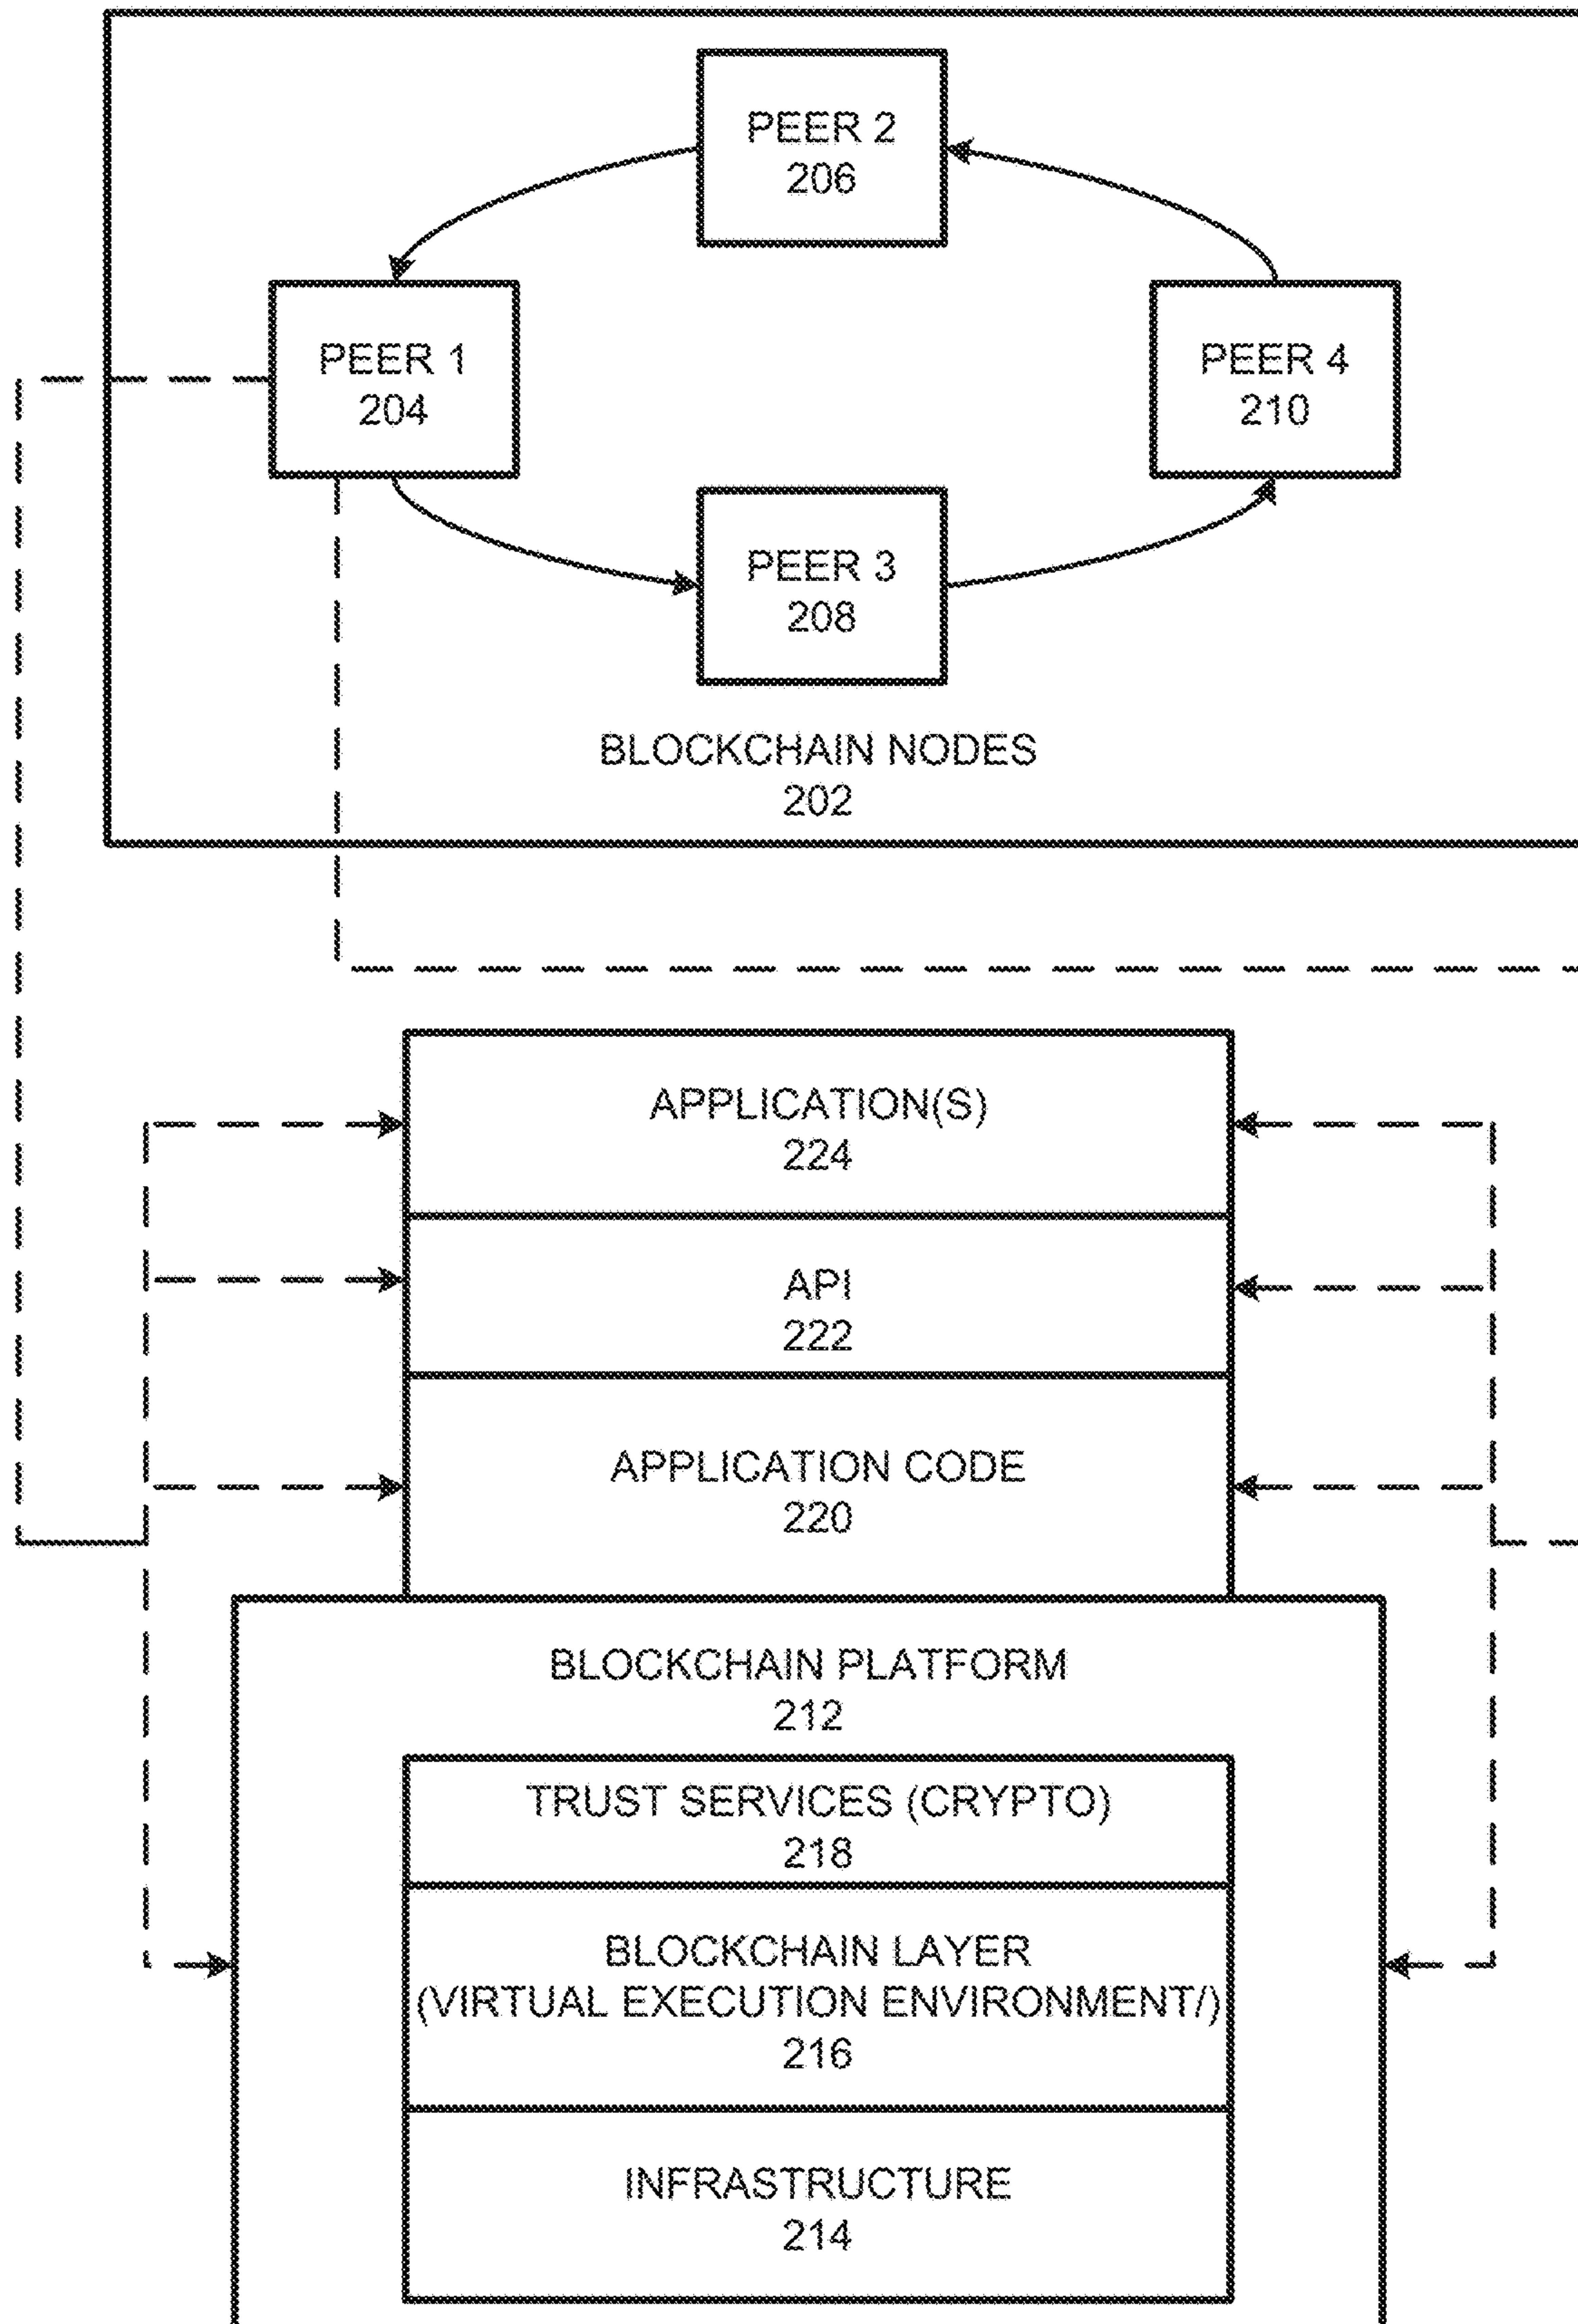 PEER 2
206
PEER 1
204
PEER 4
210
PEER 3
208
BLOCKCHAIN NODES
202
APPLICATION(S)
224
API
222
APPLICATION CODE
220
BLOCKCHAIN PLATFORM
212
TRUST SERVICES (CRYPTO)
218
BLOCKCHAIN LAYER
(VIRTUAL EXECUTION ENVIRONMENT/)
216
INFRASTRUCTURE
214